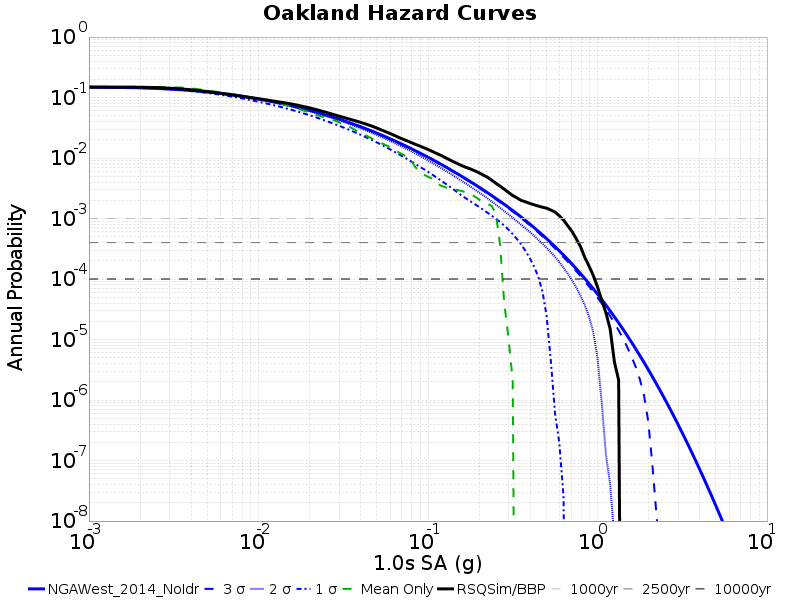 Oakland Hazard Curves
Annual Probability
10^0
10^-1
10^-2
10^-3
10^-4
10^-5
10^-6
10^-7
10^-8
10^-3 10^-2 10^-1 10^0 10^1
1.0s SA (g)
NGAWest_2014_NoIdr 3 σ 2 σ 1 σ Mean Only RSQSim/BBP 1000yr 2500yr 10000yr